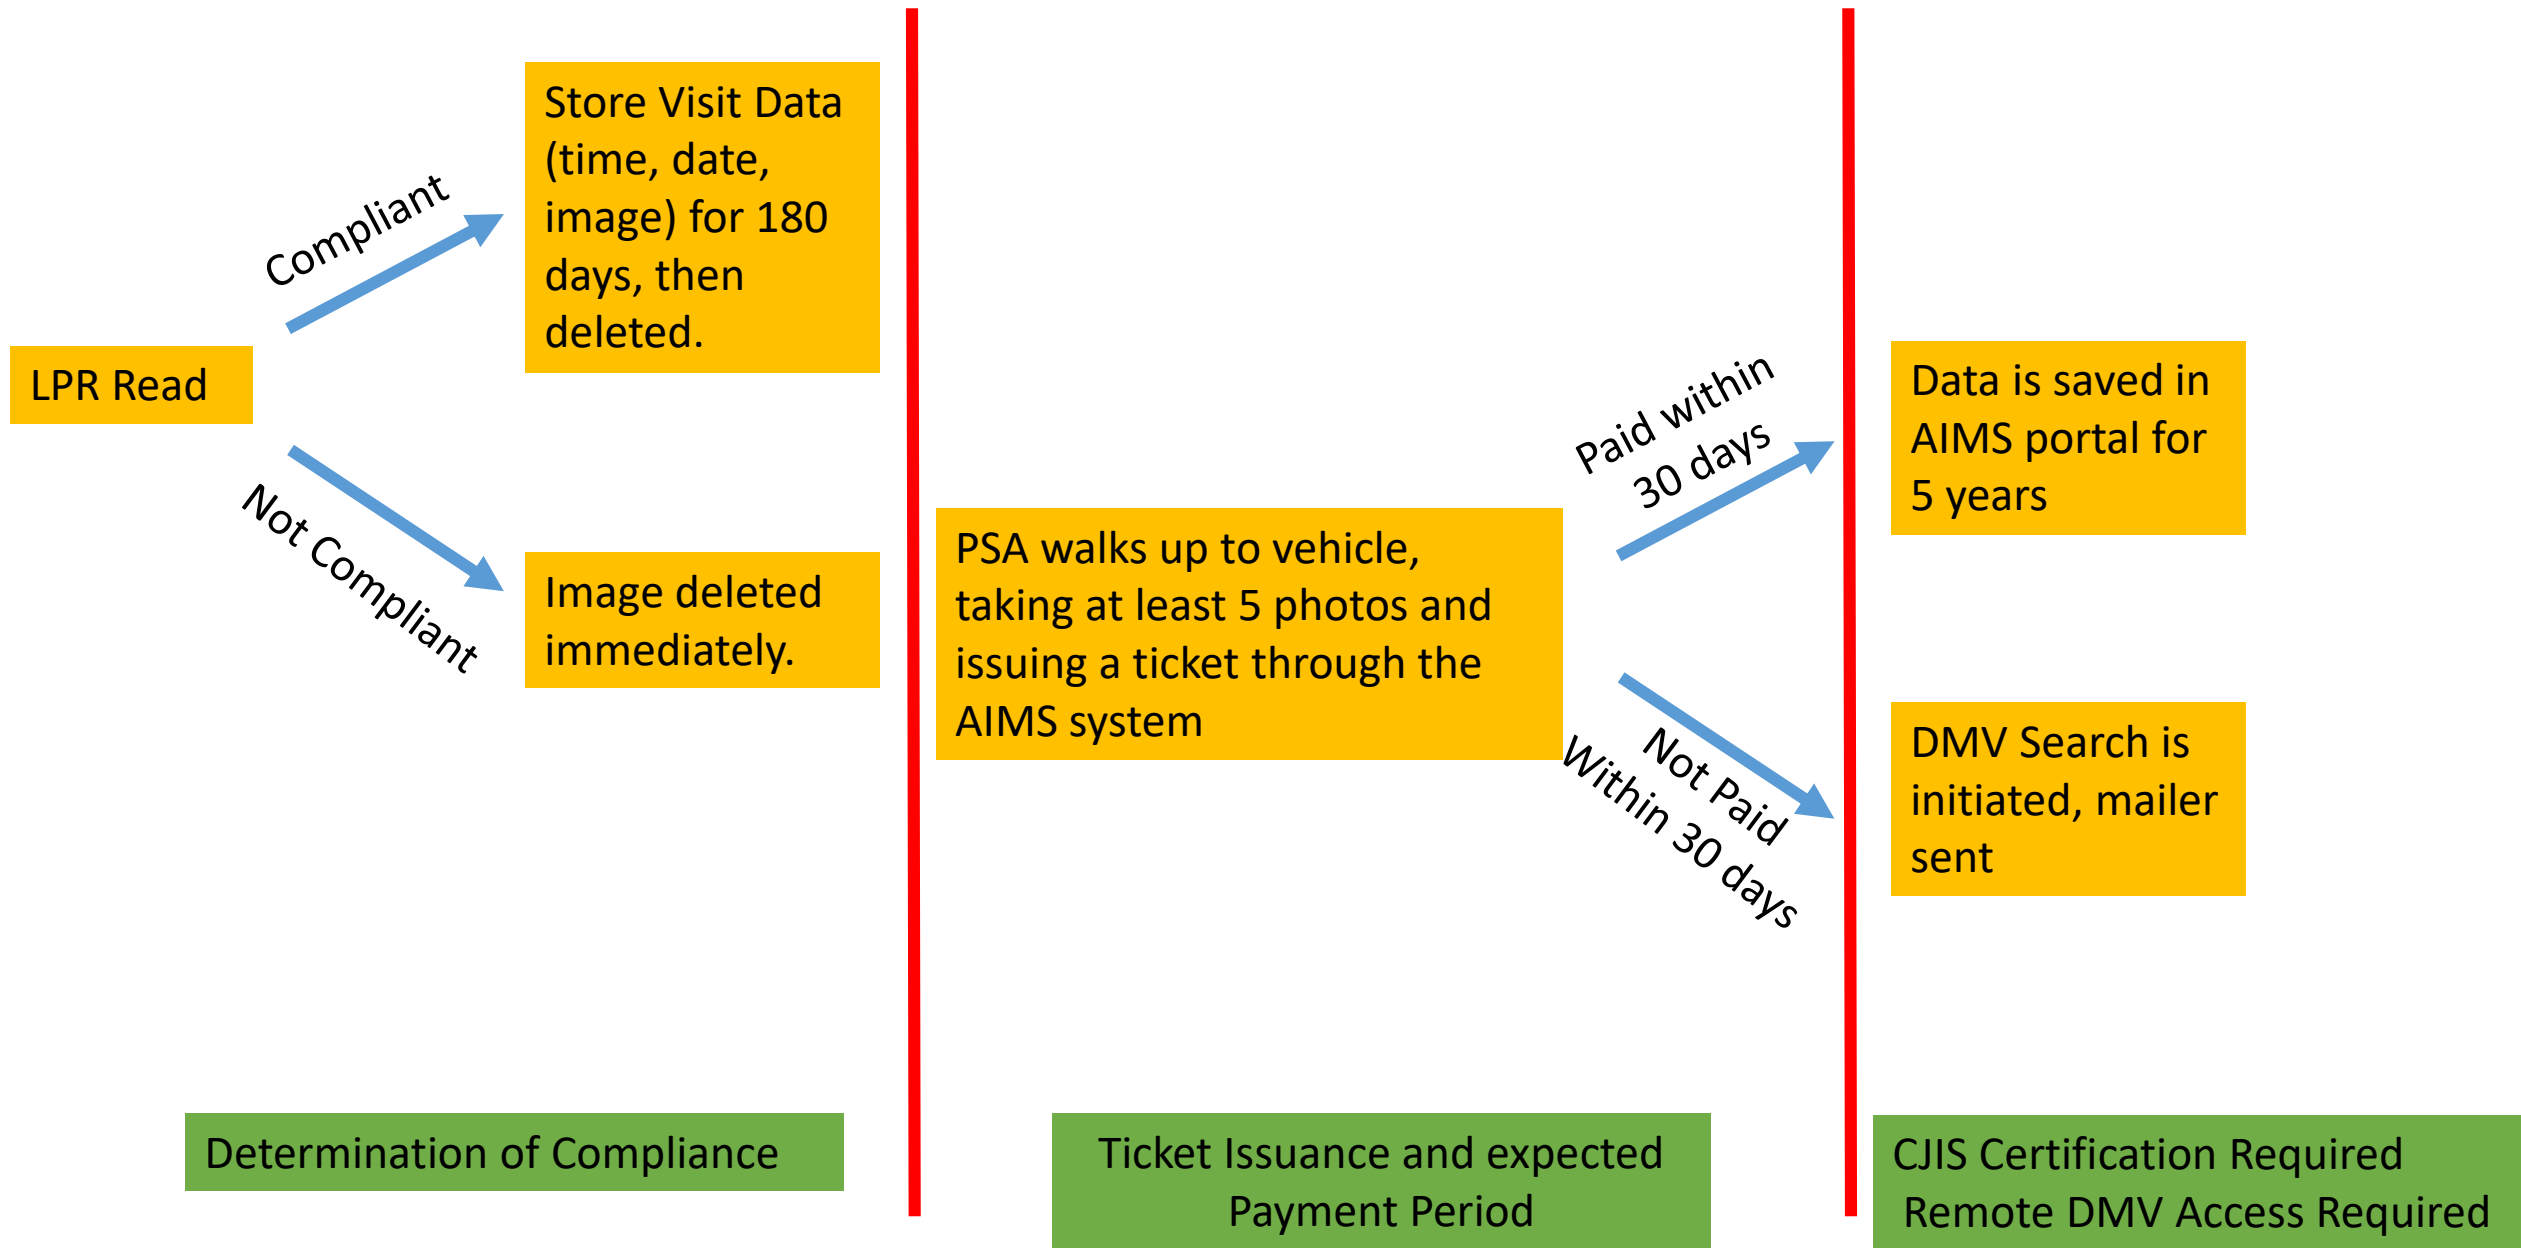 LPR Read
Compliant
Not Compliant
Store Visit Data
(time, date,
image) for 180
days, then
deleted.
Image deleted
immediately.
Determination of Compliance
PSA walks up to vehicle,
taking at least 5 photos and
issuing a ticket through the
AIMS system
Paid within
30 days
Not Paid
Within 30 days
Ticket Issuance and expected
Payment Period
Data is saved in
AIMS portal for
5 years
DMV Search is
initiated, mailer
sent
CJIS Certification Required
Remote DMV Access Required